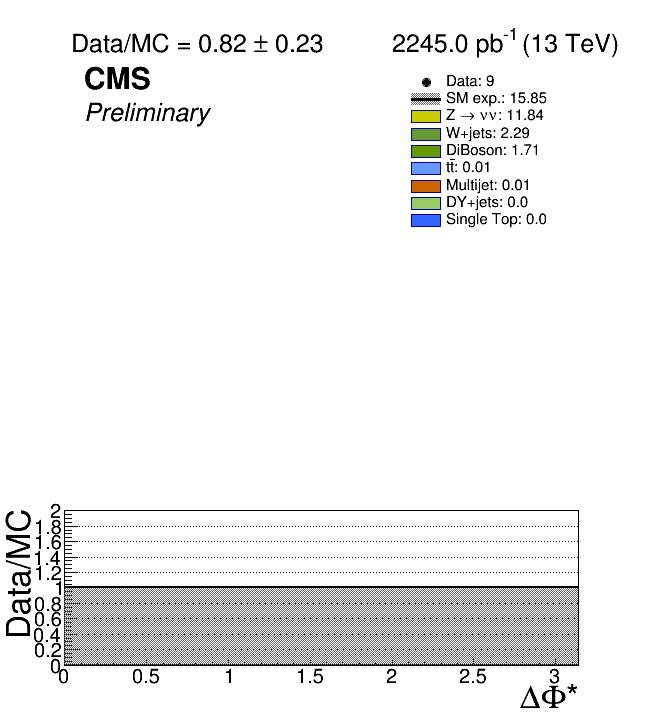 Data/MC = 0.82 ± 0.23
2245.0 pb⁻¹ (13 TeV)
CMS
Preliminary
Data: 9
SM exp.: 15.85
Z → νν: 11.84
W+jets: 2.29
DiBoson: 1.71
tt̄: 0.01
Multijet: 0.01
DY+jets: 0.0
Single Top: 0.0
Data/MC
2
1.8
1.6
1.4
1.2
1
0.8
0.6
0.4
0.2
0
0 0.5 1 1.5 2 2.5 3
ΔΦ*